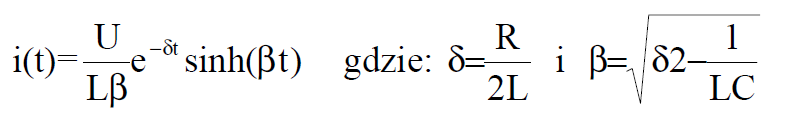 i(t)=U/Lβ e^−δt sinh(βt) gdzie: δ=R/2L i β=√(δ2−1/LC)